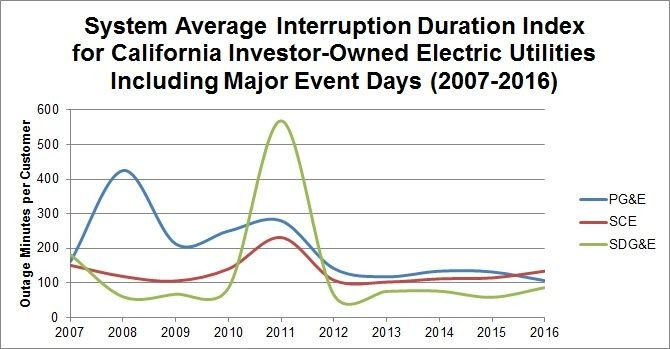 System Average Interruption Duration Index
for California Investor-Owned Electric Utilities
Including Major Event Days (2007-2016)
600
500
400
300
200
100
0
Outage Minutes per Customer
2007 2008 2009 2010 2011 2012 2013 2014 2015 2016
PG&E
SCE
SDG&E